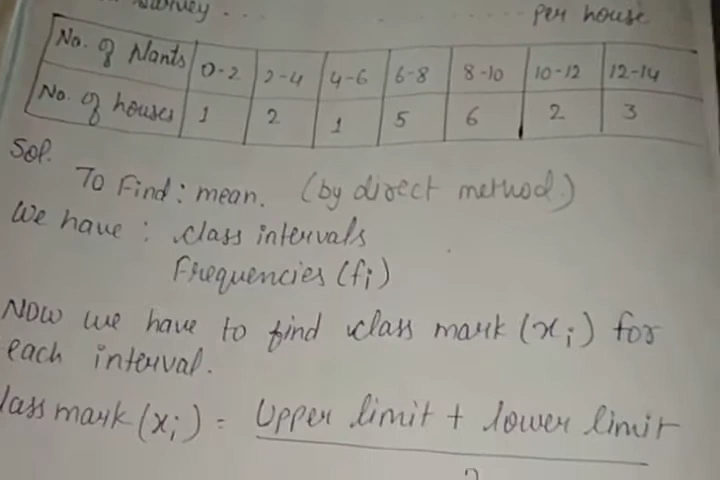 survey ... per house
No. of Plants 0-2 2-4 4-6 6-8 8-10 10-12 12-14
No. of houses 1 2 1 5 6 2 3
Sol.
To Find : mean. (by direct method.)
We have : class intervals
Frequencies (fi)
Now we have to find class mark (xi) for
each interval.
lass mark (xi) = Upper limit + lower limit
2